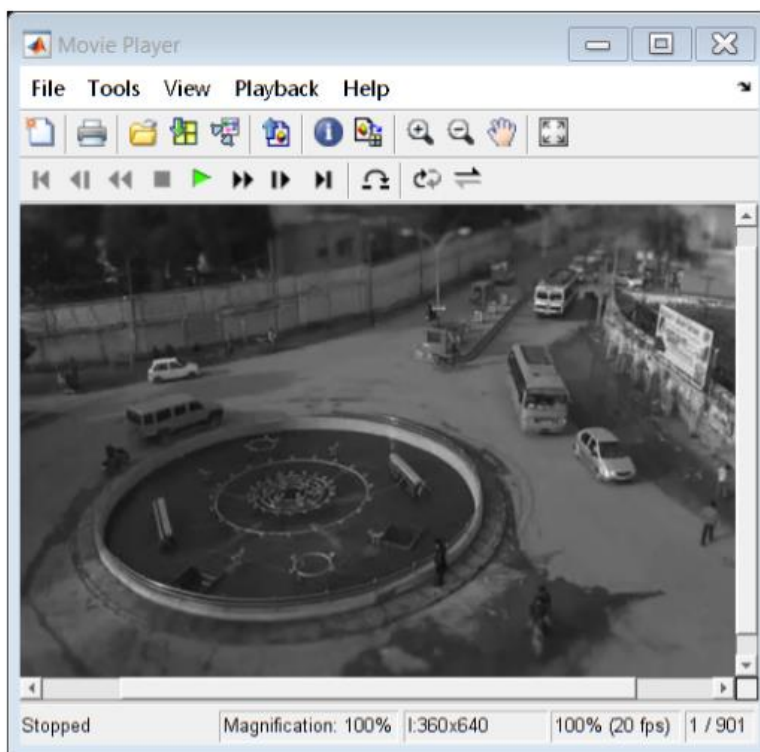 Movie Player
File Tools View Playback Help
Stopped Magnification: 100% I:360x640 100% (20 fps) 1 / 901